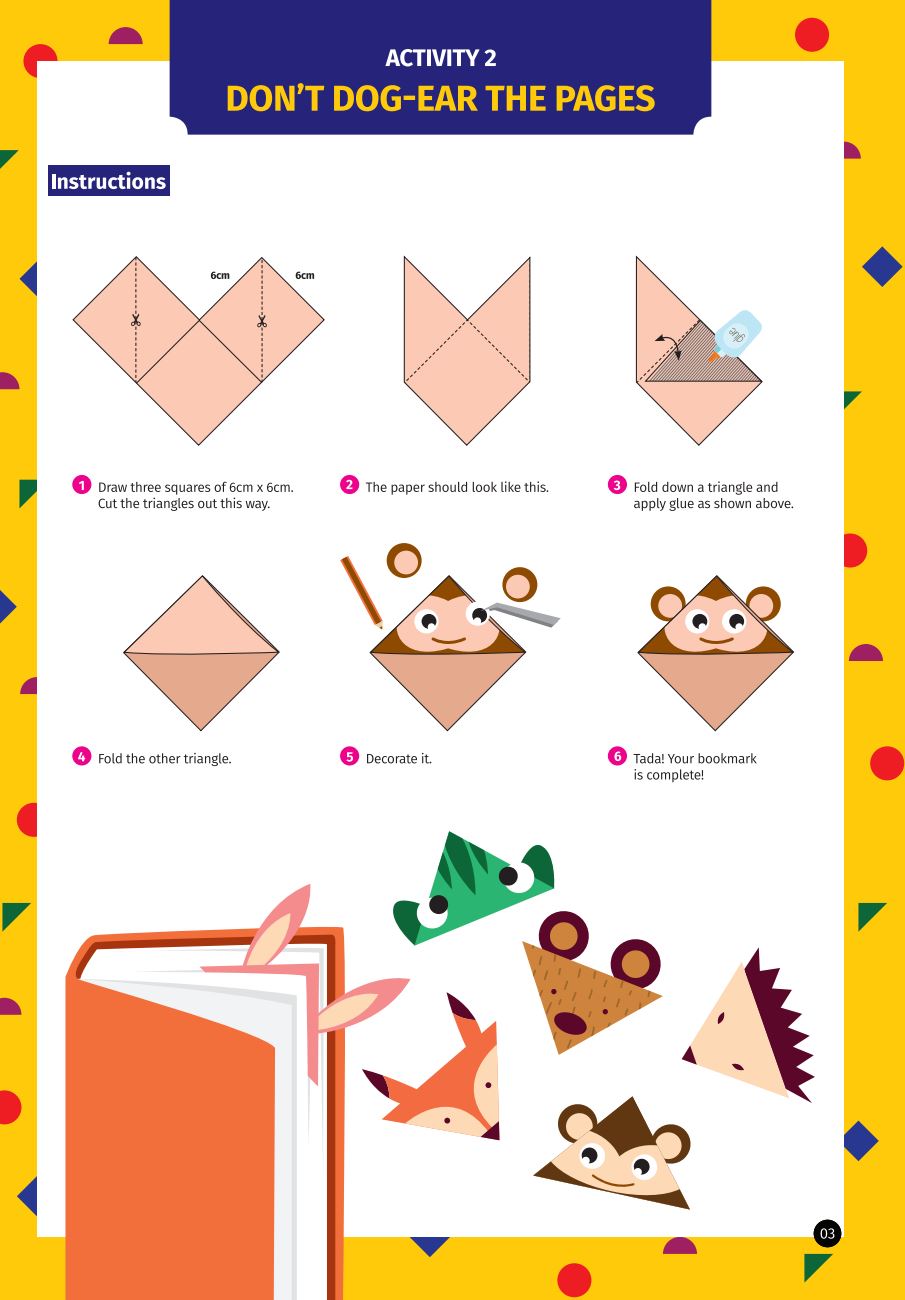 ACTIVITY 2
DON’T DOG-EAR THE PAGES
Instructions
6cm 6cm
glue
1 Draw three squares of 6cm x 6cm.
Cut the triangles out this way.
2 The paper should look like this.
3 Fold down a triangle and
apply glue as shown above.
4 Fold the other triangle.
5 Decorate it.
6 Tada! Your bookmark
is complete!
03